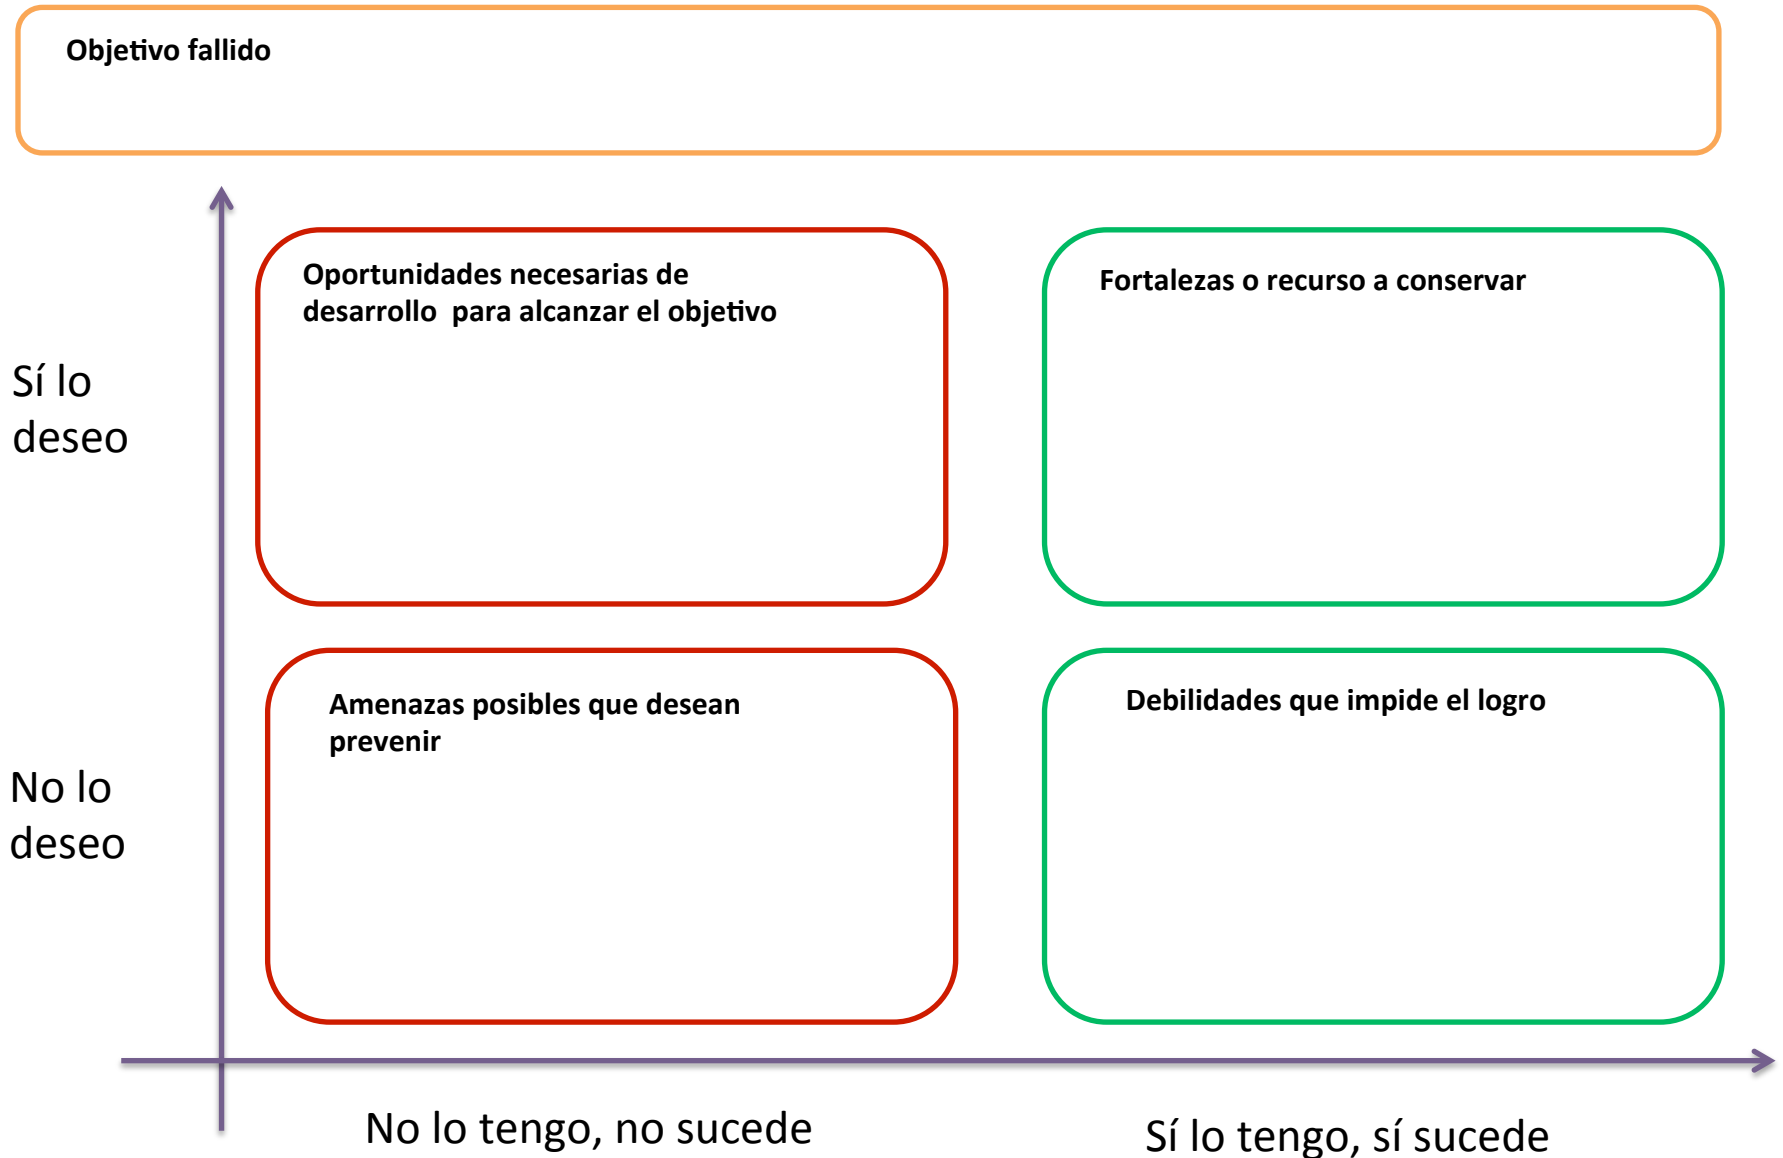 Objetivo fallido
Oportunidades necesarias de
desarrollo  para alcanzar el objetivo
Fortalezas o recurso a conservar
Sí lo
deseo
Amenazas posibles que desean
prevenir
Debilidades que impide el logro
No lo
deseo
No lo tengo, no sucede
Sí lo tengo, sí sucede